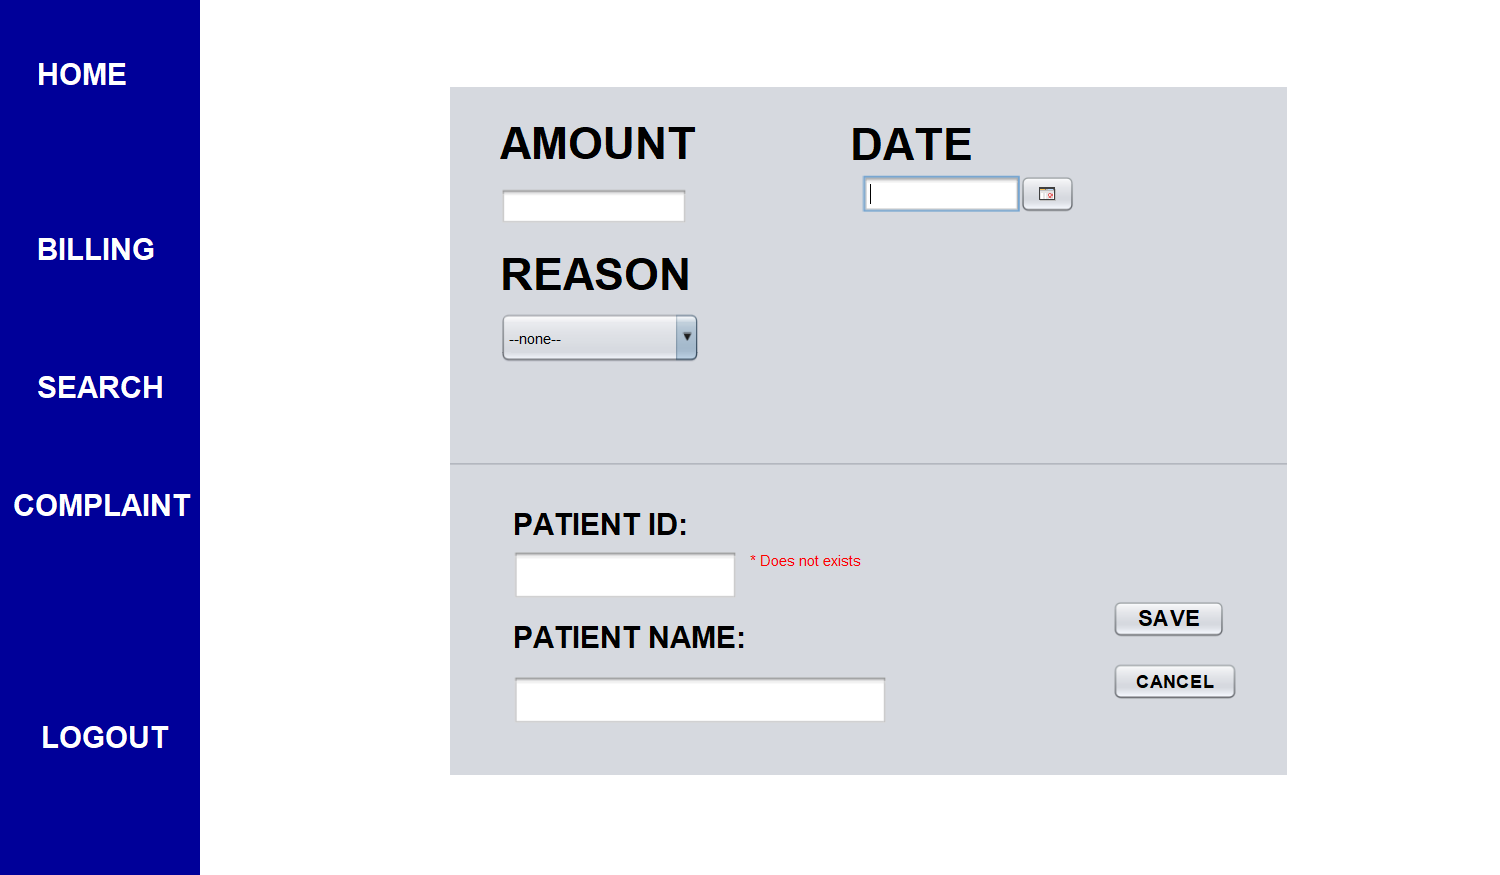 HOME
BILLING
SEARCH
COMPLAINT
LOGOUT
AMOUNT
DATE
REASON
--none--
PATIENT ID:
* Does not exists
PATIENT NAME:
SAVE
CANCEL